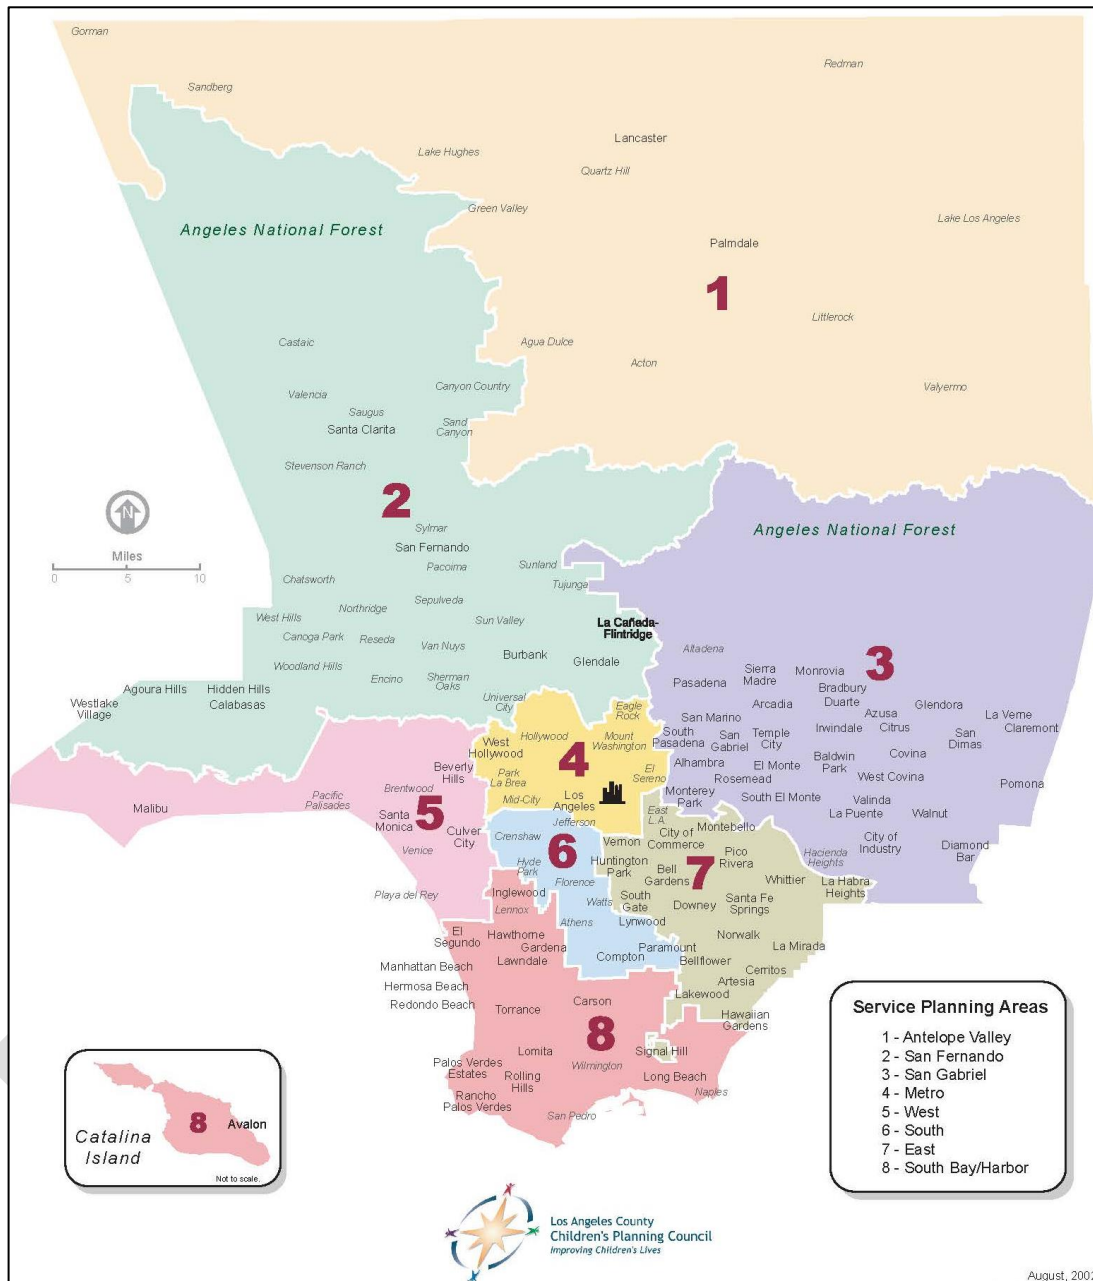 Gorman
Redman
Sandberg
Lancaster
Lake Hughes
Quartz Hill
Green Valley
Lake Los Angeles
Angeles National Forest
Palmdale
1
Littlerock
Castaic
Agua Dulce
Acton
Canyon Country
Valyermo
Valencia
Saugus
Sand
Canyon
Santa Clarita
Stevenson Ranch
2
N
Miles
0 5 10
Sylmar
San Fernando
Angeles National Forest
Pacoima
Sunland
Chatsworth
Tujunga
Sepulveda
Northridge
West Hills
Sun Valley
La Cañada-
Flintridge
Canoga Park
Reseda
Van Nuys
Burbank
Glendale
Woodland Hills
Encino
Sherman
Oaks
Universal
City
Agoura Hills
Hidden Hills
Calabasas
Westlake
Village
Altadena
3
Pasadena
Sierra
Madre
Monrovia
Bradbury
Duarte
Arcadia
Azusa
Citrus
Glendora
La Verne
Claremont
San Marino
South
Pasadena
San
Gabriel
Temple
City
Irwindale
San
Dimas
Alhambra
El Monte
Baldwin
Park
Covina
Rosemead
West Covina
Pomona
Monterey
Park
South El Monte
Valinda
La Puente
Walnut
City of
Industry
Diamond
Bar
Hacienda
Heights
Eagle
Rock
Hollywood
Mount
Washington
West
Hollywood
4
El
Sereno
Park
La Brea
Mid-City
Los
Angeles
Beverly
Hills
Brentwood
Pacific
Palisades
Malibu
5
Santa
Monica
Culver
City
Venice
Playa del Rey
Jefferson
Crenshaw
6
Hyde
Park
Florence
Watts
Athens
Lynwood
Compton
Paramount
East
L.A.
Montebello
City of
Commerce
Vernon
Huntington
Park
Bell
Gardens
7
Pico
Rivera
Whittier
La Habra
Heights
South
Gate
Downey
Santa Fe
Springs
Norwalk
La Mirada
Bellflower
Cerritos
Artesia
Lakewood
Hawaiian
Gardens
Inglewood
Lennox
El
Segundo
Hawthorne
Gardena
Lawndale
Manhattan Beach
Hermosa Beach
Redondo Beach
Torrance
Carson
8
Lomita
Wilmington
Signal Hill
Palos Verdes
Estates
Rolling
Hills
Long Beach
Rancho
Palos Verdes
Naples
San Pedro
Service Planning Areas
1 - Antelope Valley
2 - San Fernando
3 - San Gabriel
4 - Metro
5 - West
6 - South
7 - East
8 - South Bay/Harbor
8
Avalon
Catalina
Island
Not to scale.
Los Angeles County
Children's Planning Council
Improving Children's Lives
August, 2002